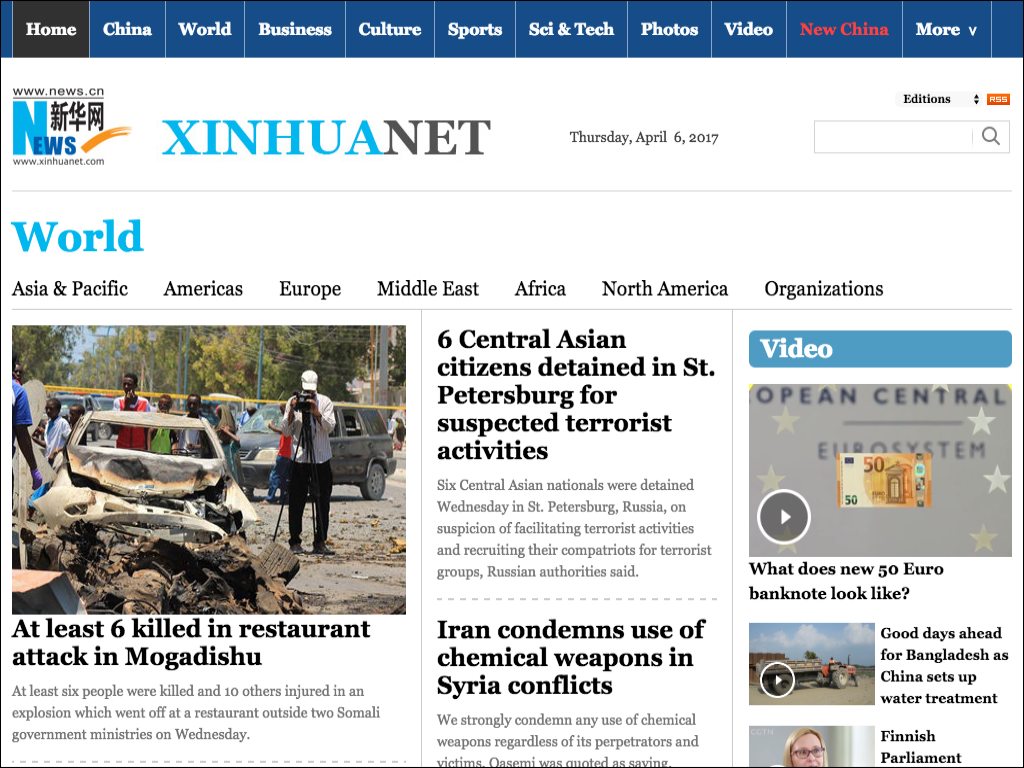 Home China World Business Culture Sports Sci & Tech Photos Video New China More v
www.news.cn
新华网
NEWS
www.xinhuanet.com
XINHUANET
Thursday, April 6, 2017
Editions RSS
World
Asia & Pacific Americas Europe Middle East Africa North America Organizations
At least 6 killed in restaurant
attack in Mogadishu
At least six people were killed and 10 others injured in an
explosion which went off at a restaurant outside two Somali
government ministries on Wednesday.
6 Central Asian
citizens detained in St.
Petersburg for
suspected terrorist
activities
Six Central Asian nationals were detained
Wednesday in St. Petersburg, Russia, on
suspicion of facilitating terrorist activities
and recruiting their compatriots for terrorist
groups, Russian authorities said.
Iran condemns use of
chemical weapons in
Syria conflicts
We strongly condemn any use of chemical
weapons regardless of its perpetrators and
victims, Qasemi was quoted as saying.
Video
OPEAN CENTRAL
EUROSYSTEM
50
50
EURO
What does new 50 Euro
banknote look like?
Good days ahead
for Bangladesh as
China sets up
water treatment
CGTN
Finnish
Parliament